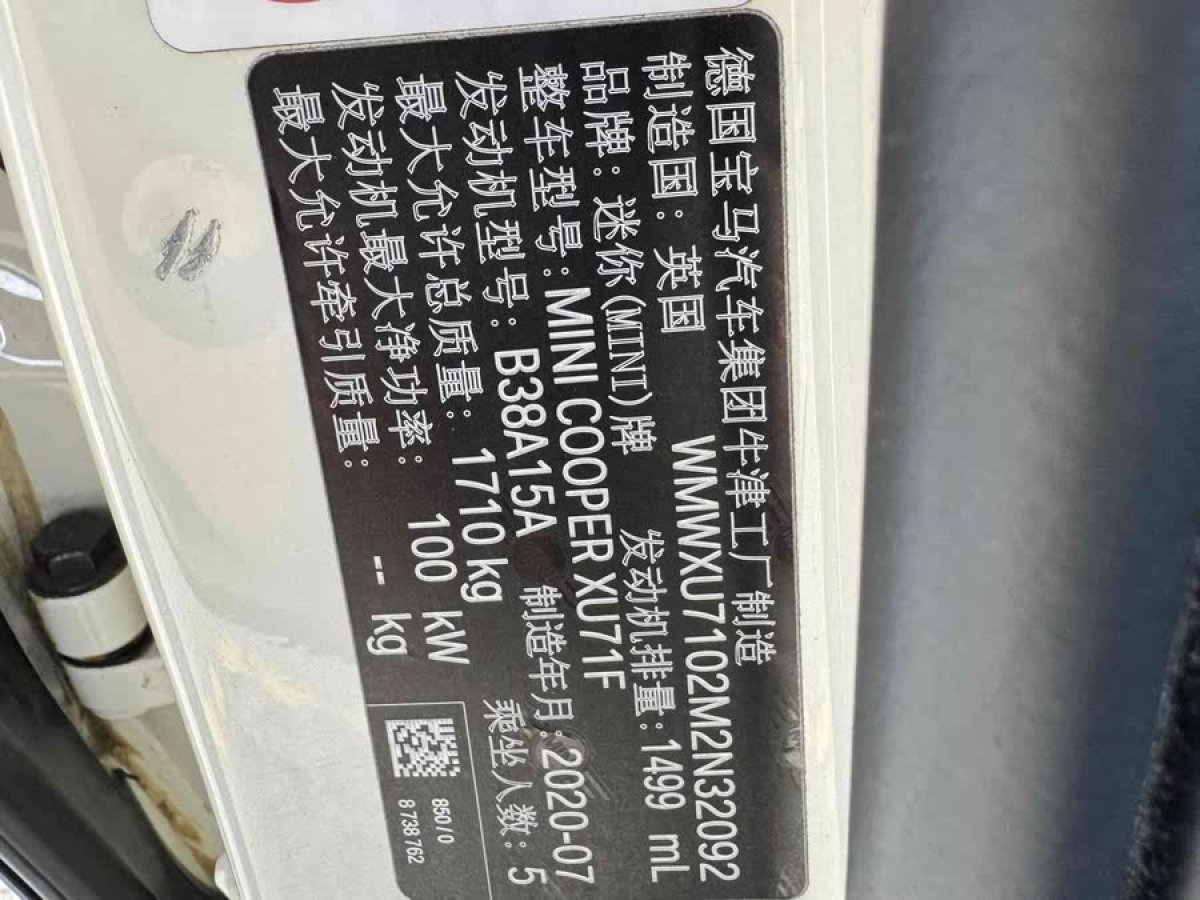 德国宝马汽车集团牛津工厂制造
制造国：英国 WMWXU7102M2N32092
品牌：迷你(MINI)牌 发动机排量：1499 mL
整车型号：MINI COOPER XU71F
发动机型号：B38A15A 制造年月：2020-07
最大允许总质量：1710 kg 乘坐人数：5
发动机最大净功率：100 kW
最大允许牵引质量：-- kg
850 / 0
8 738 762